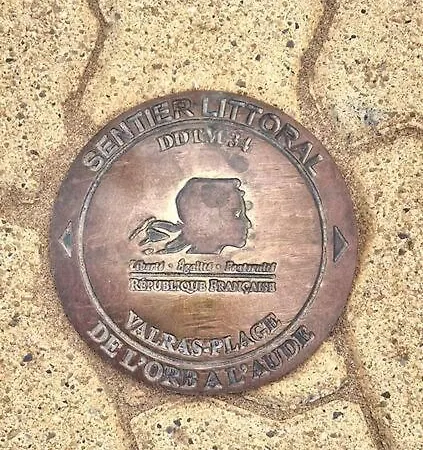 SENTIER LITTORAL
DDTM 34
Liberté • Égalité • Fraternité
RÉPUBLIQUE FRANÇAISE
VALRAS-PLAGE
DE L'ORB A L'AUDE